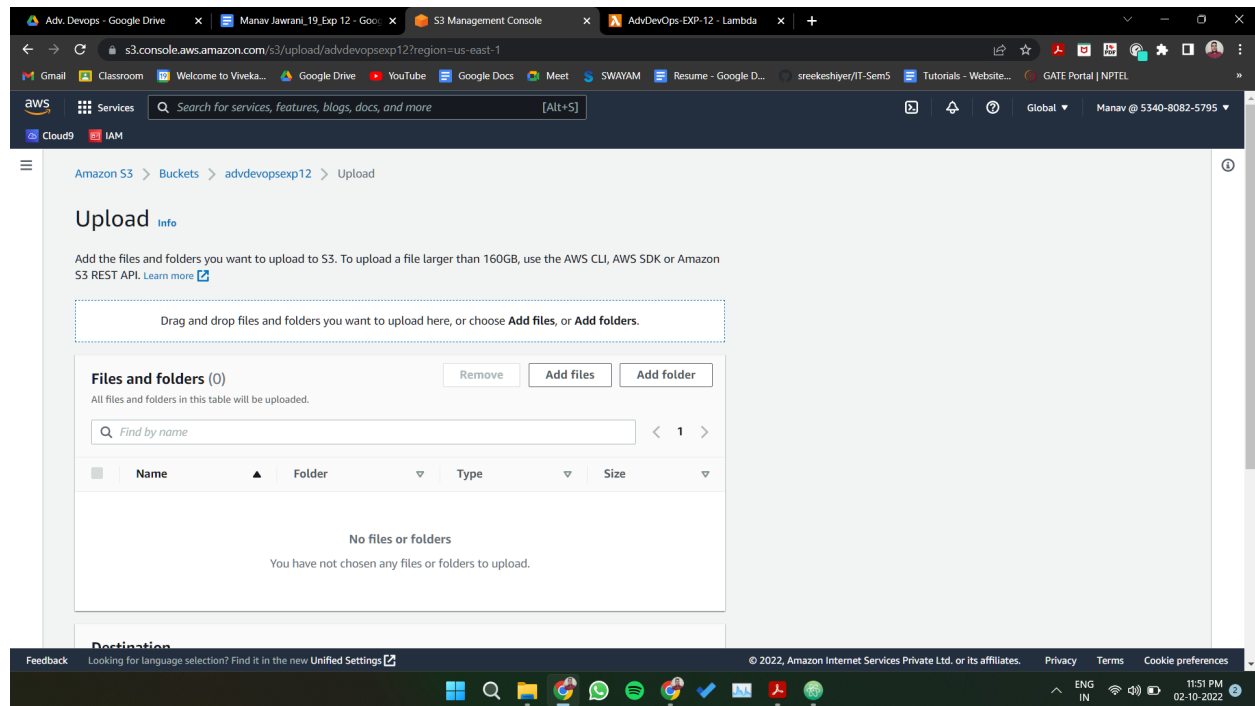 Adv. Devops - Google Drive
Manav Jawrani_19_Exp 12 - Goog
S3 Management Console
AdvDevOps-EXP-12 - Lambda
s3.console.aws.amazon.com/s3/upload/advdevopsexp12?region=us-east-1
Gmail Classroom Welcome to Viveka... Google Drive YouTube Google Docs Meet SWAYAM Resume - Google D... sreekeshiyer/IT-Sem5 Tutorials - Website... GATE Portal | NPTEL »
aws Services Search for services, features, blogs, docs, and more [Alt+S] Global ▼ Manav @ 5340-8082-5795 ▼
Cloud9 IAM
Amazon S3 > Buckets > advdevopsexp12 > Upload
Upload Info
Add the files and folders you want to upload to S3. To upload a file larger than 160GB, use the AWS CLI, AWS SDK or Amazon
S3 REST API. Learn more
Drag and drop files and folders you want to upload here, or choose Add files, or Add folders.
Files and folders (0) Remove Add files Add folder
All files and folders in this table will be uploaded.
Find by name < 1 >
Name Folder Type Size
No files or folders
You have not chosen any files or folders to upload.
Destination
Feedback Looking for language selection? Find it in the new Unified Settings © 2022, Amazon Internet Services Private Ltd. or its affiliates. Privacy Terms Cookie preferences
ENG 11:51 PM
IN 02-10-2022 2